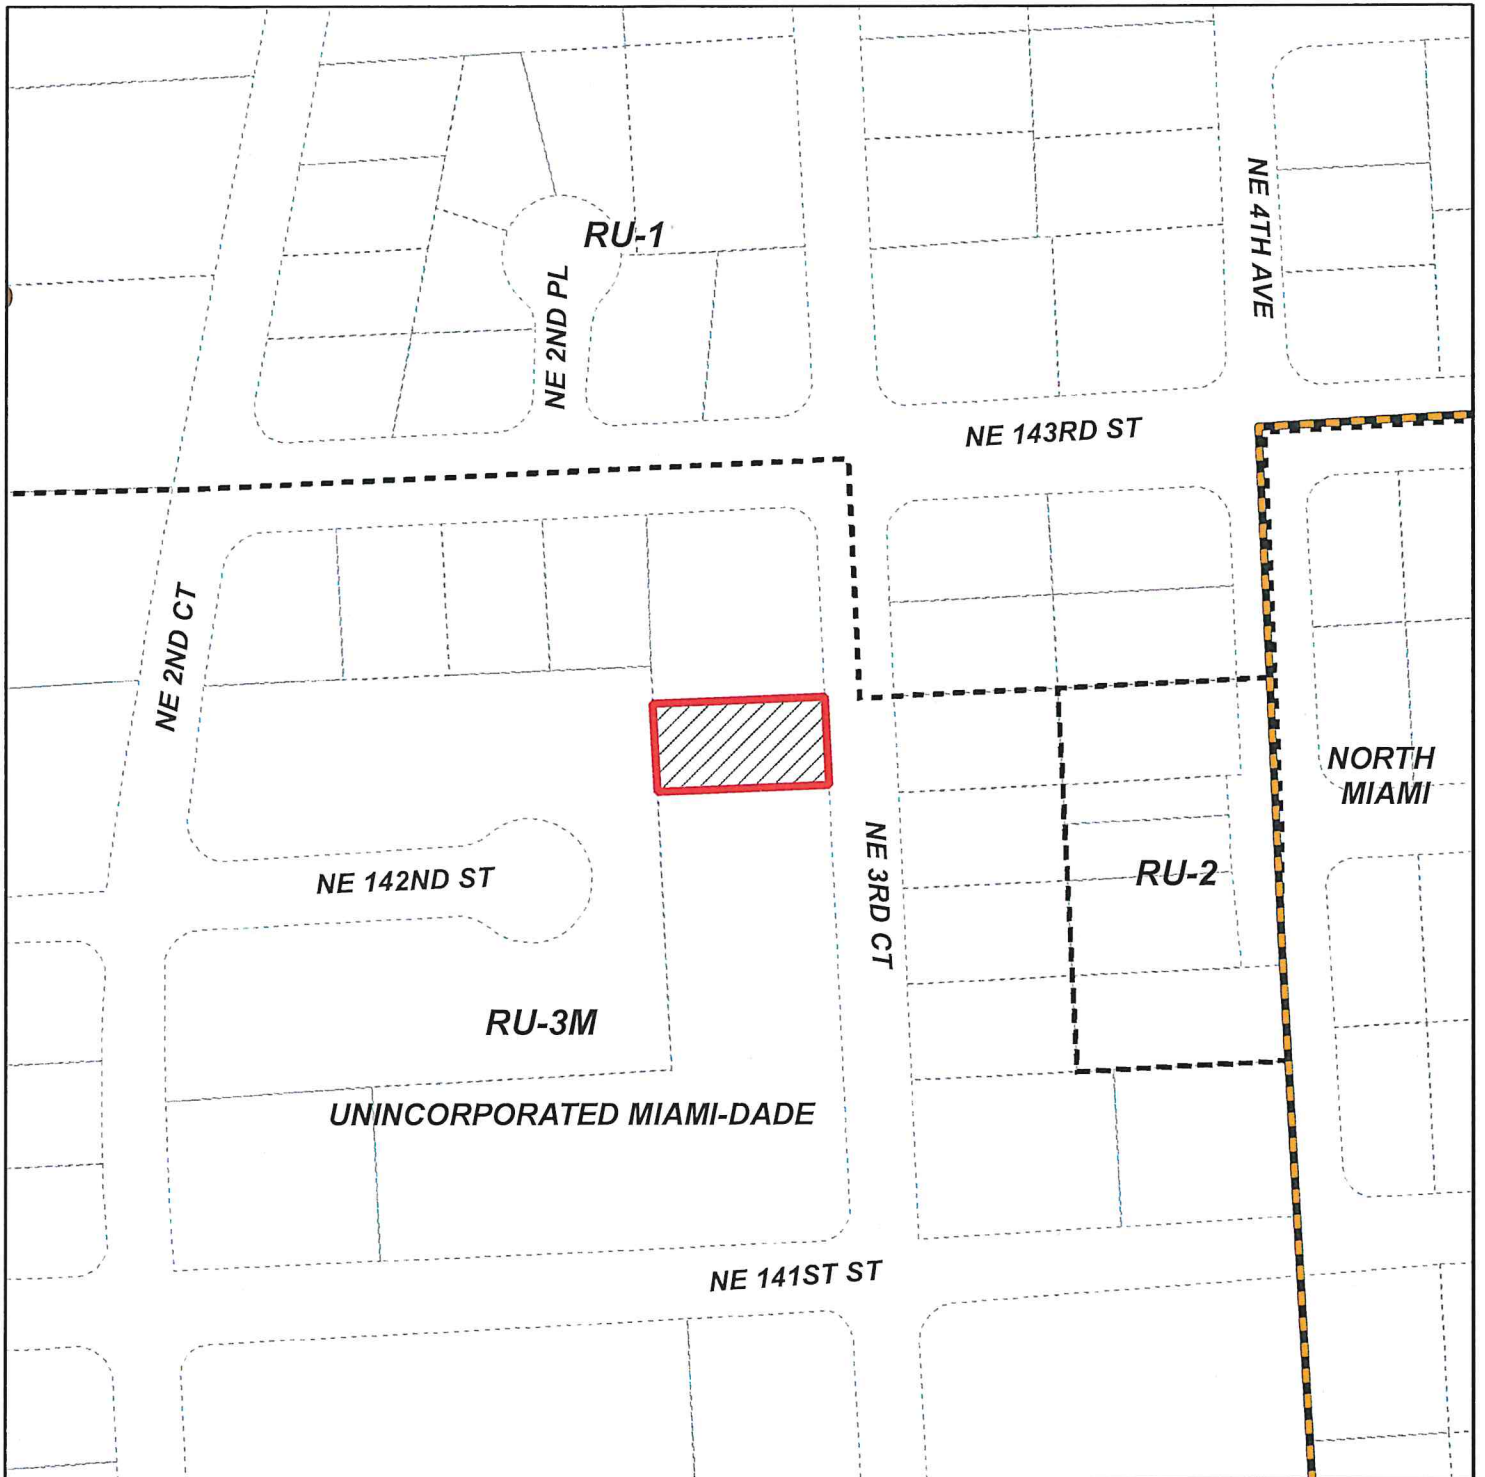 RU-1
NE 4TH AVE
NE 2ND PL
NE 143RD ST
NE 2ND CT
NORTH
MIAMI
NE 3RD CT
RU-2
NE 142ND ST
RU-3M
UNINCORPORATED MIAMI-DADE
NE 141ST ST